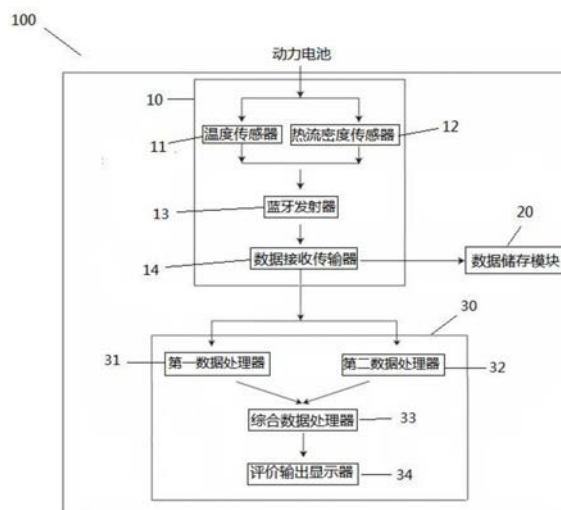 100
动力电池
10
温度传感器
热流密度传感器
11
12
蓝牙发射器
13
数据接收传输器
14
20
数据储存模块
30
31
第一数据处理器
第二数据处理器
32
综合数据处理器
33
评价输出显示器
34